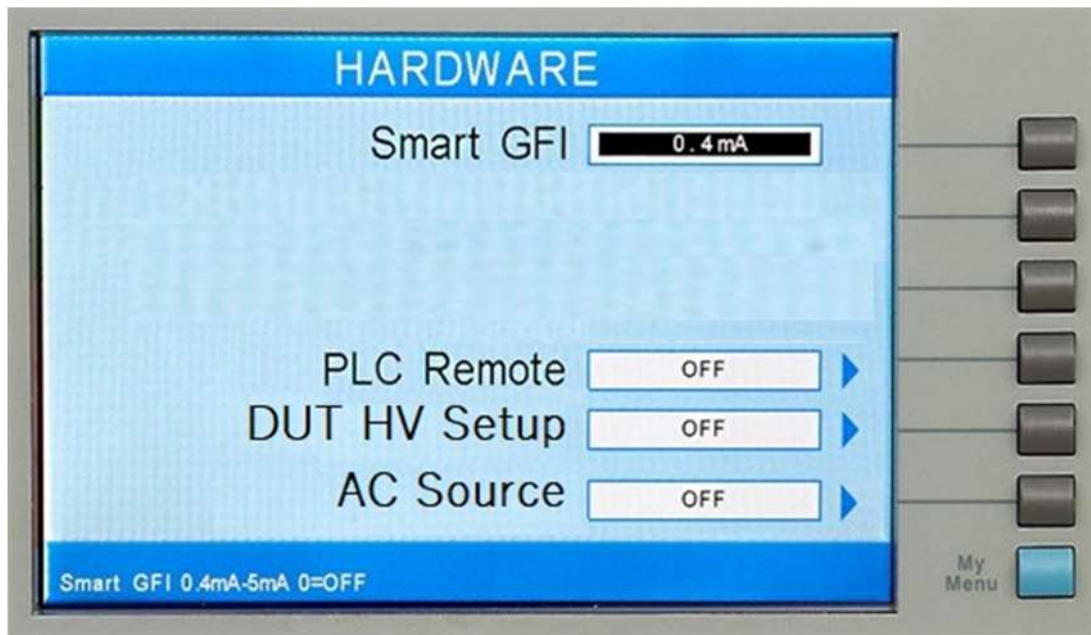 HARDWARE
Smart GFI 0.4mA
PLC Remote OFF
DUT HV Setup OFF
AC Source OFF
Smart GFI 0.4mA-5mA 0=OFF
My
Menu